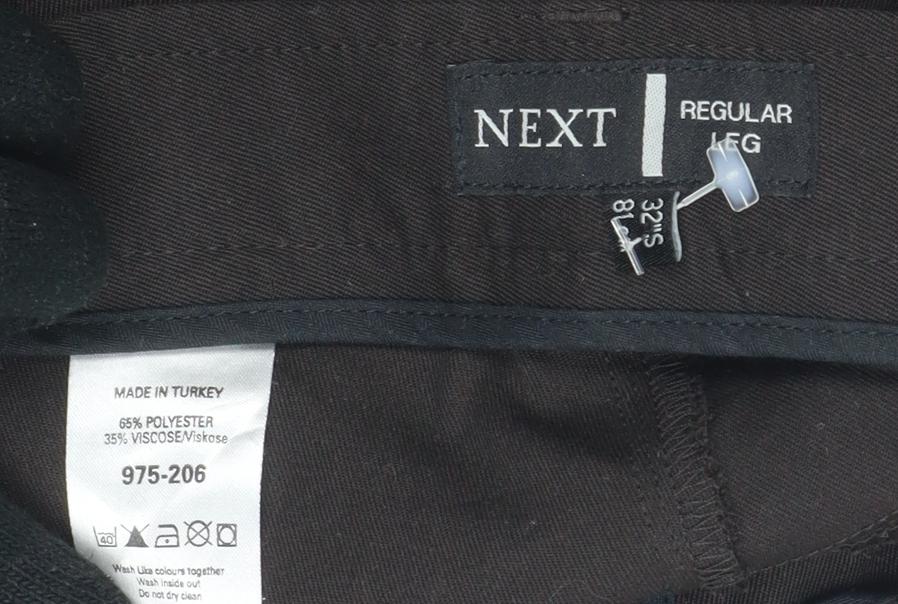 NEXT
REGULAR
LEG
32"S
MADE IN TURKEY
65% POLYESTER
35% VISCOSE/Viskose
975-206
40
Wash Like colours together
Wash inside out
Do not dry clean